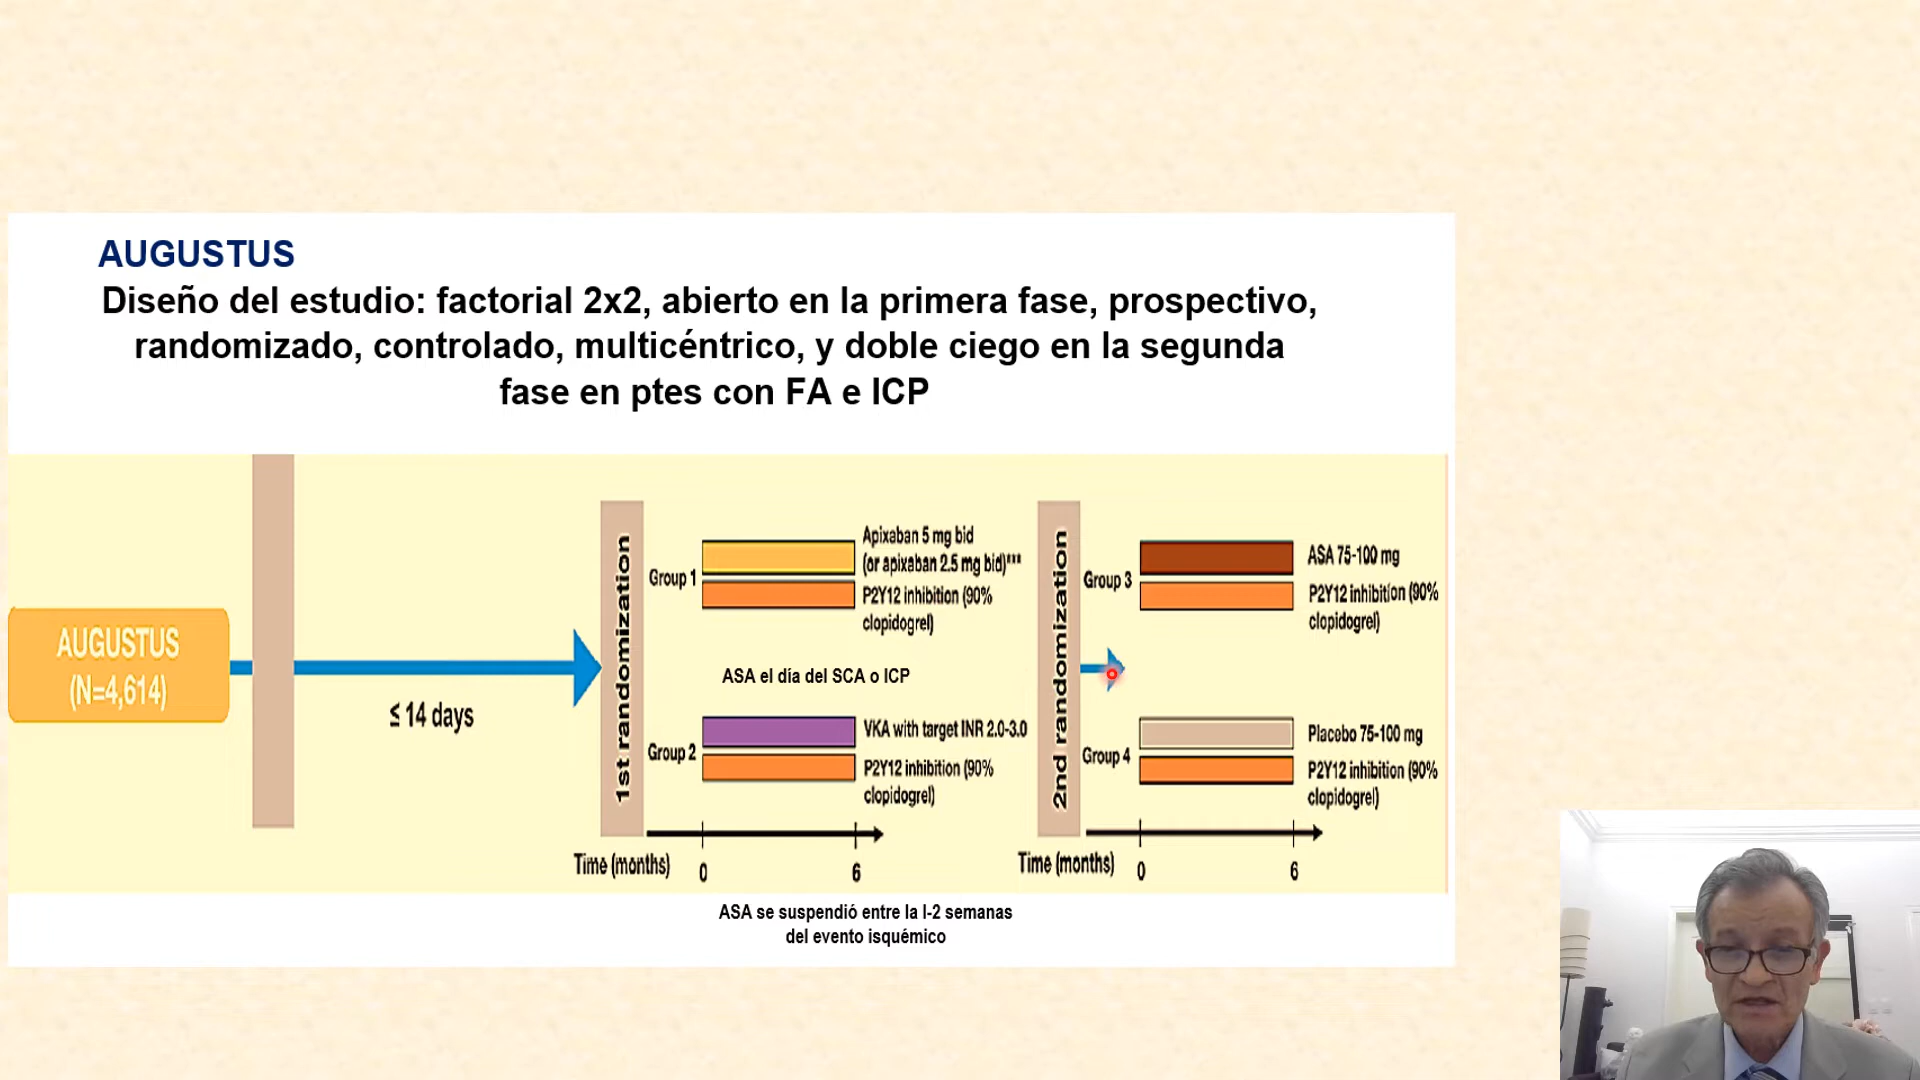 AUGUSTUS
Diseño del estudio: factorial 2x2, abierto en la primera fase, prospectivo,
randomizado, controlado, multicéntrico, y doble ciego en la segunda
fase en ptes con FA e ICP
AUGUSTUS
(N=4,614)
≤ 14 days
1st randomization
Group 1
Apixaban 5 mg bid
(or apixaban 2.5 mg bid)***
P2Y12 inhibition (90%
clopidogrel)
ASA el día del SCA o ICP
Group 2
VKA with target INR 2.0-3.0
P2Y12 inhibition (90%
clopidogrel)
Time (months)
0
6
2nd randomization
Group 3
ASA 75-100 mg
P2Y12 inhibition (90%
clopidogrel)
Group 4
Placebo 75-100 mg
P2Y12 inhibition (90%
clopidogrel)
Time (months)
0
6
ASA se suspendió entre la I-2 semanas
del evento isquémico